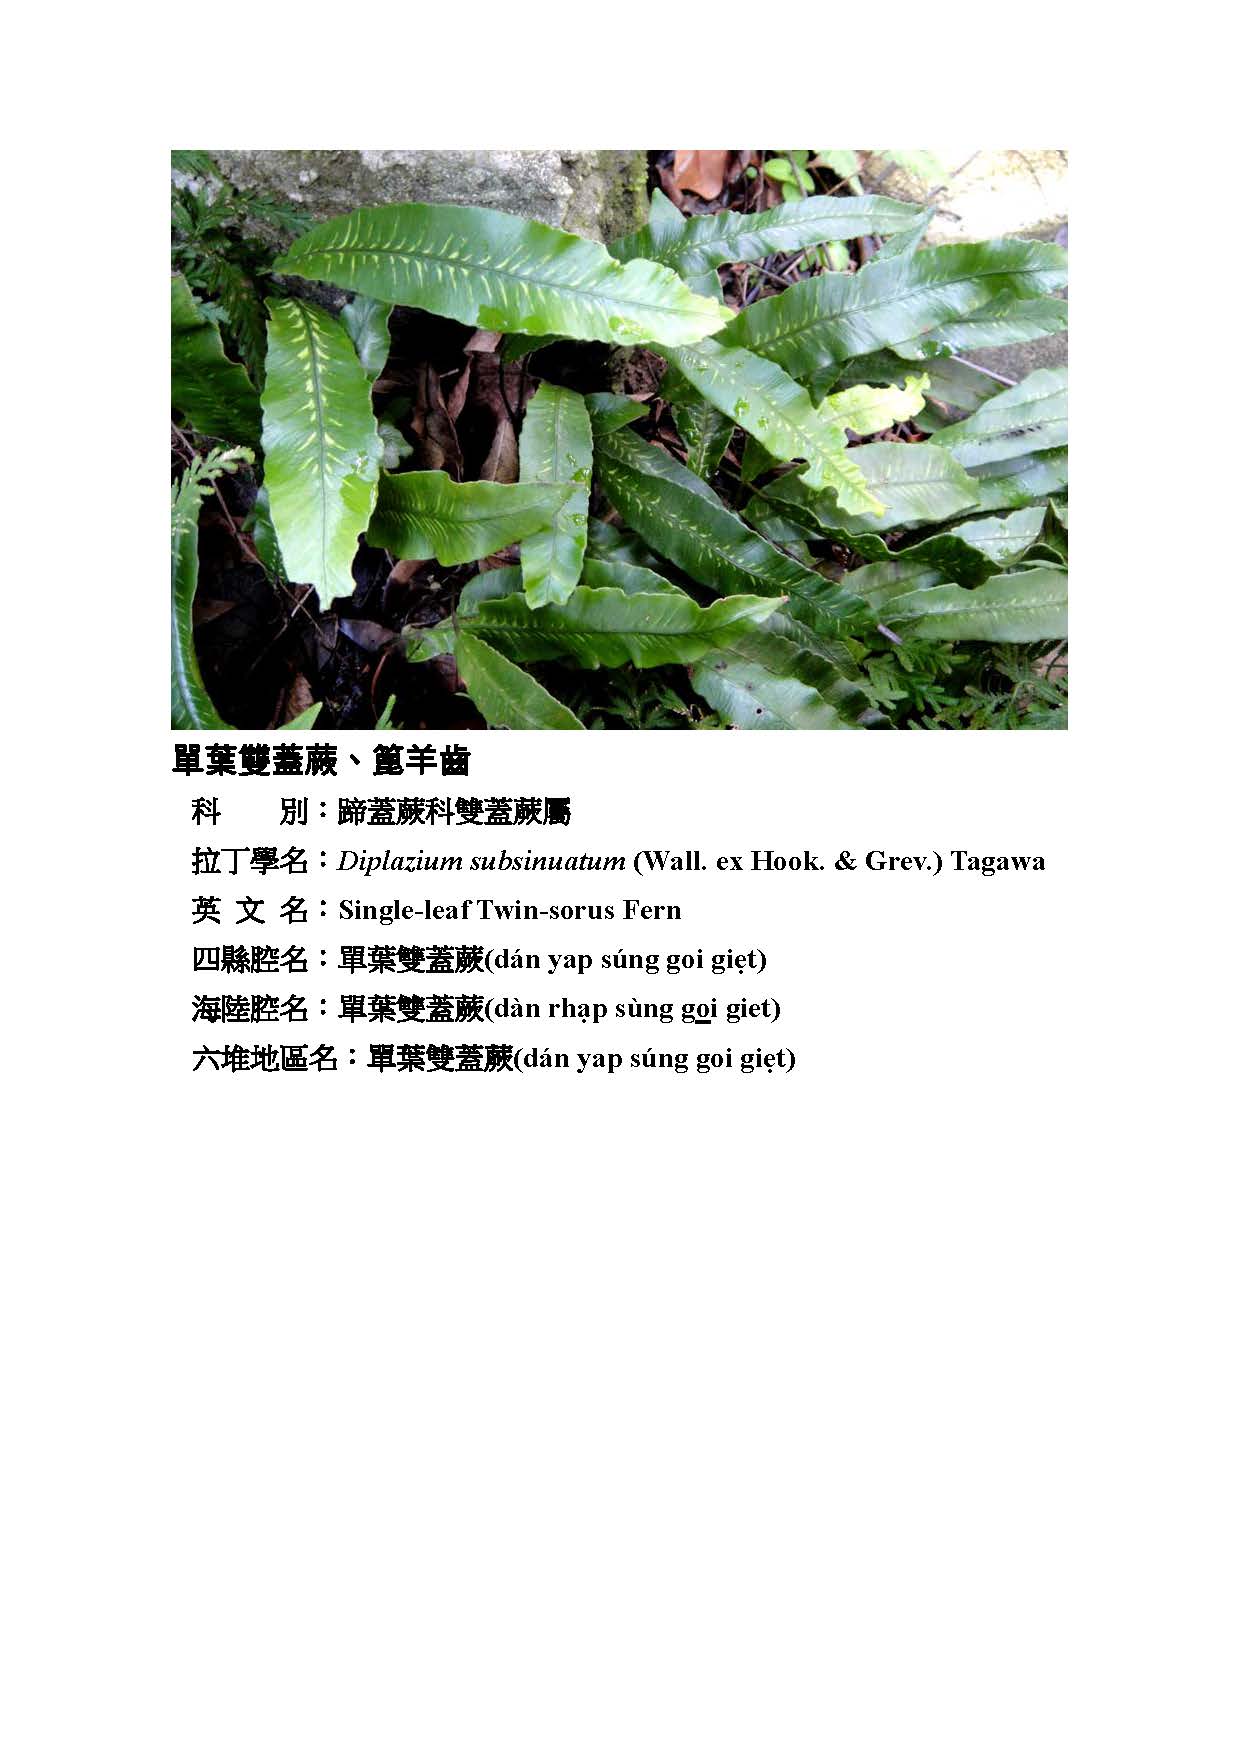 單葉雙蓋蕨、篦羊齒
科　　別：蹄蓋蕨科雙蓋蕨屬
拉丁學名：Diplazium subsinuatum (Wall. ex Hook. & Grev.) Tagawa
英 文 名：Single-leaf Twin-sorus Fern
四縣腔名：單葉雙蓋蕨(dán yap súng goi giẹt)
海陸腔名：單葉雙蓋蕨(dàn rhạp sùng goi giet)
六堆地區名：單葉雙蓋蕨(dán yap súng goi giẹt)